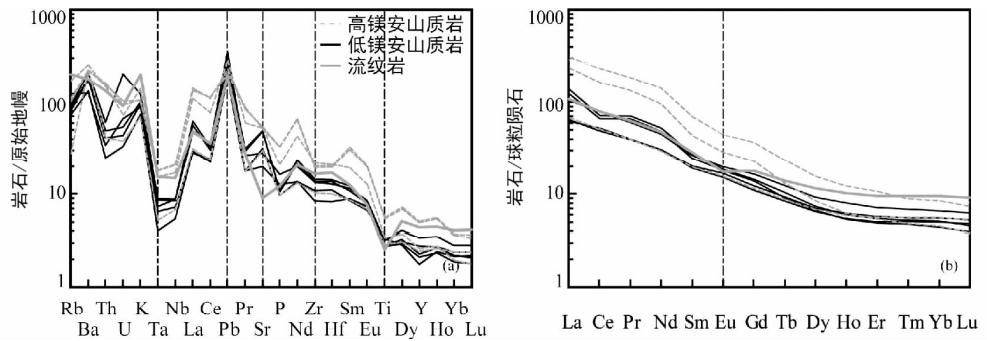 1000
100
10
1
岩石/原始地幔
高镁安山质岩
低镁安山质岩
流纹岩
(a)
Rb Th K Nb Ce Pr P Zr Sm Ti Y Yb
Ba U Ta La Pb Sr Nd Hf Eu Dy Ho Lu
1000
100
10
1
岩石/球粒陨石
(b)
La Ce Pr Nd Sm Eu Gd Tb Dy Ho Er Tm Yb Lu